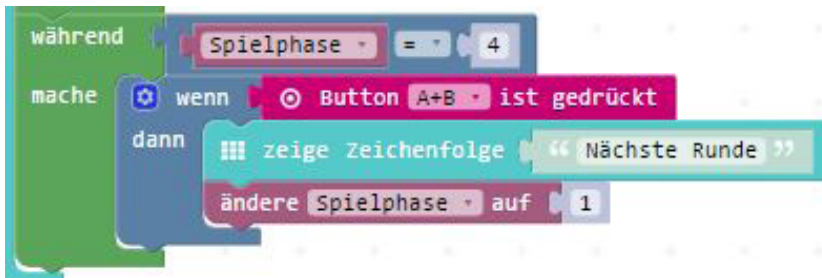 während Spielphase = 4
mache wenn Button A+B ist gedrückt
dann zeige Zeichenfolge “ Nächste Runde ”
ändere Spielphase auf 1